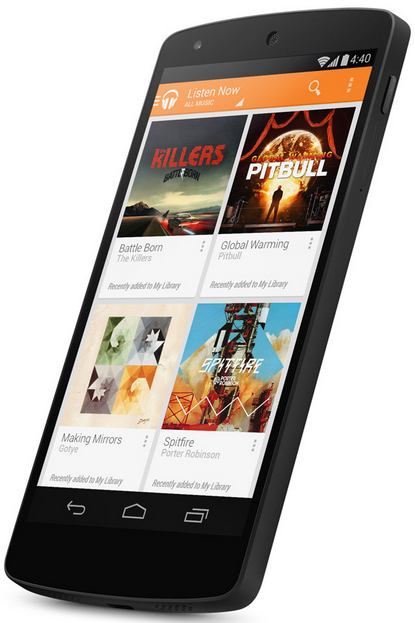 4:40
Listen Now
ALL MUSIC
THE
KILLERS
BATTLE BORN
GLOBAL WARMING
PITBULL
Battle Born
The Killers
Recently added to My Library
Global Warming
Pitbull
Recently added to My Library
SPITFIRE
PORTER
ROBINSON
Making Mirrors
Gotye
Recently added to My Library
Spitfire
Porter Robinson
Recently added to My Library